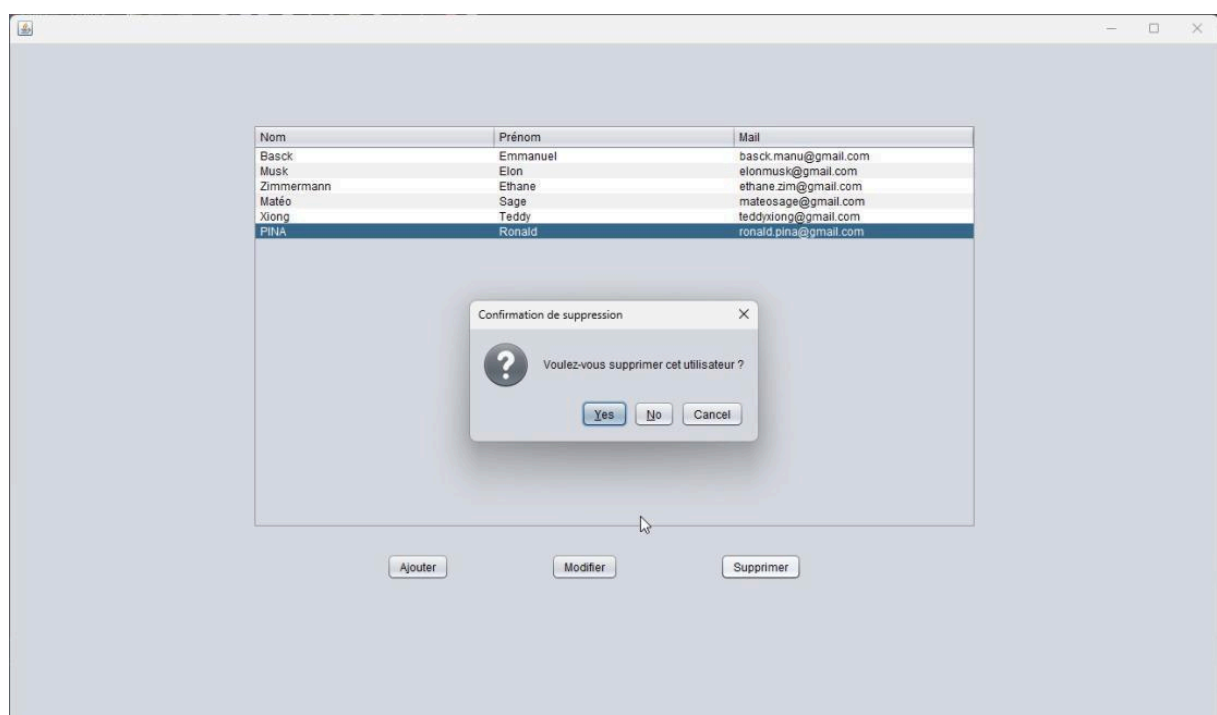 Nom Prénom Mail
Basck Emmanuel basck.manu@gmail.com
Musk Elon elonmusk@gmail.com
Zimmermann Ethane ethane.zim@gmail.com
Matéo Sage mateosage@gmail.com
Xiong Teddy teddyxiong@gmail.com
PINA Ronald ronald.pina@gmail.com
Confirmation de suppression
Voulez-vous supprimer cet utilisateur ?
Yes No Cancel
Ajouter Modifier Supprimer